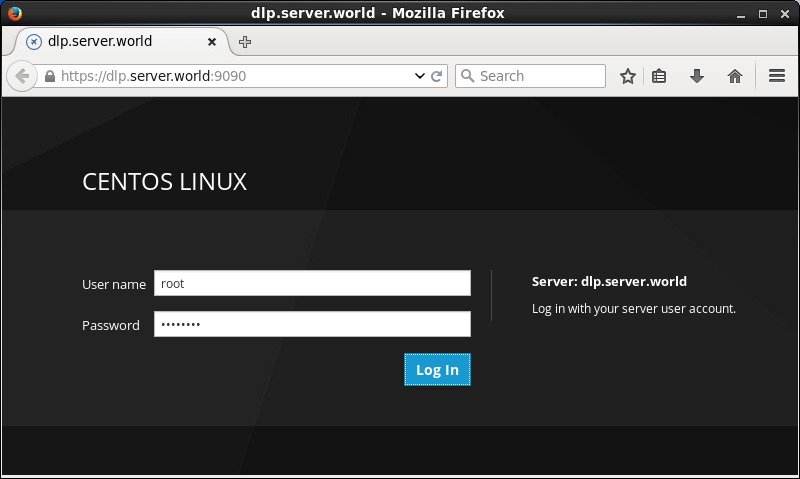 dlp.server.world - Mozilla Firefox
dlp.server.world
https://dlp.server.world:9090
Search
CENTOS LINUX
User name root
Password ••••••••
Log In
Server: dlp.server.world
Log in with your server user account.